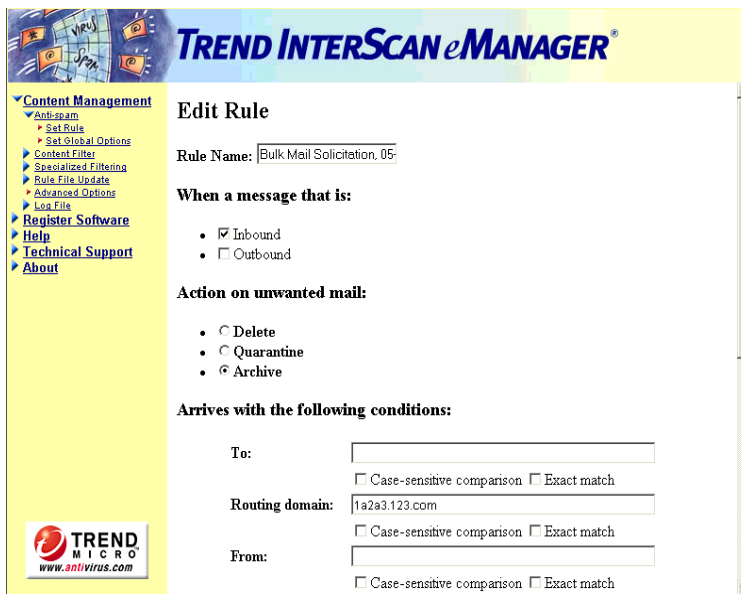 VIRUS
Spam
TREND INTERSCAN eMANAGER®
Content Management
Anti-spam
Set Rule
Set Global Options
Content Filter
Specialized Filtering
Rule File Update
Advanced Options
Log File
Register Software
Help
Technical Support
About
Edit Rule
Rule Name: Bulk Mail Solicitation, 05-
When a message that is:
Inbound
Outbound
Action on unwanted mail:
Delete
Quarantine
Archive
Arrives with the following conditions:
To:
Case-sensitive comparison Exact match
Routing domain: 1a2a3.123.com
Case-sensitive comparison Exact match
From:
Case-sensitive comparison Exact match
TREND
MICRO™
www.antivirus.com